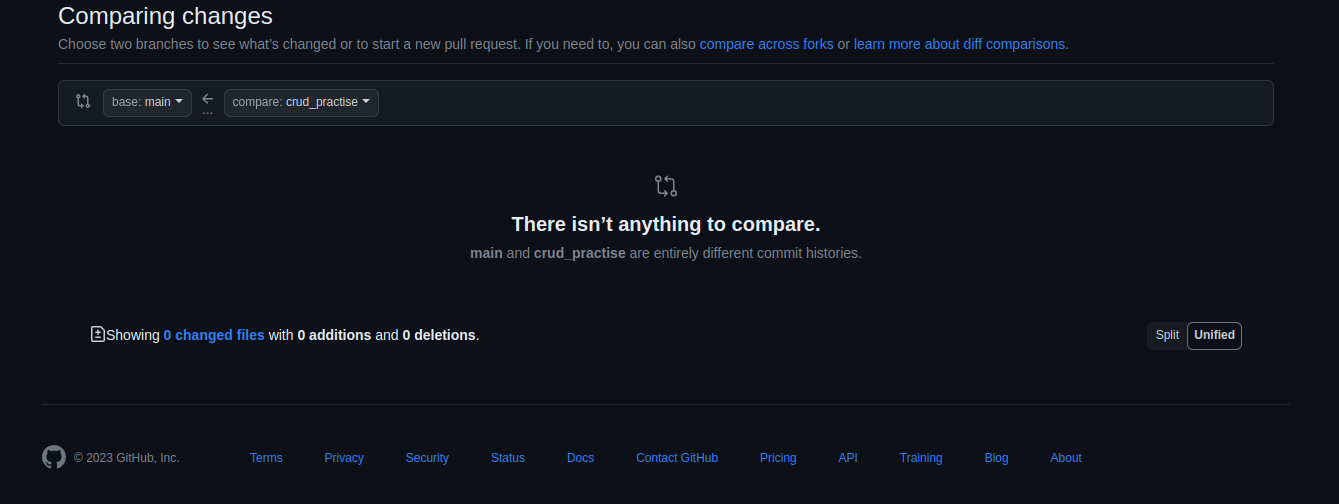 Comparing changes
Choose two branches to see what’s changed or to start a new pull request. If you need to, you can also compare across forks or learn more about diff comparisons.
base: main
...
compare: crud_practise
There isn’t anything to compare.
main and crud_practise are entirely different commit histories.
Showing 0 changed files with 0 additions and 0 deletions.
Split Unified
© 2023 GitHub, Inc. Terms Privacy Security Status Docs Contact GitHub Pricing API Training Blog About